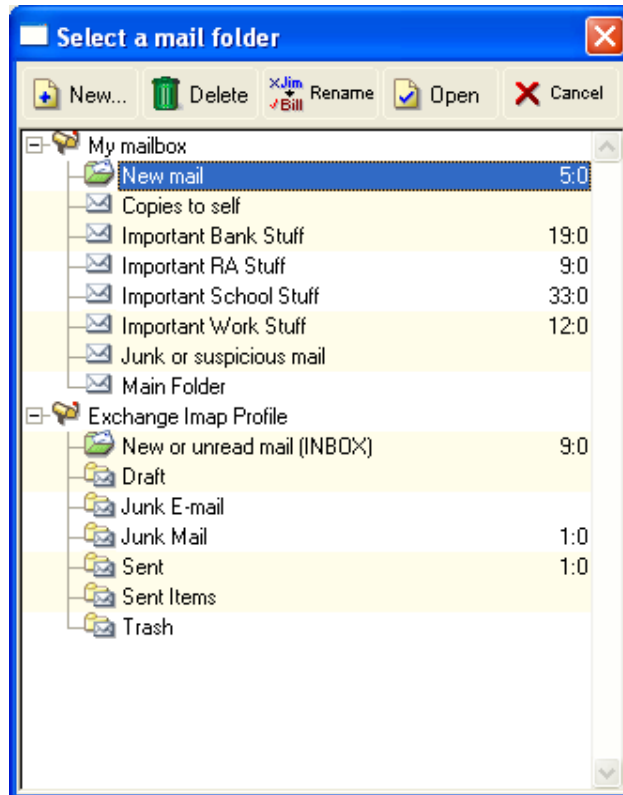 Select a mail folder
New... Delete XJim ✓Bill Rename Open Cancel
My mailbox
New mail 5:0
Copies to self
Important Bank Stuff 19:0
Important RA Stuff 9:0
Important School Stuff 33:0
Important Work Stuff 12:0
Junk or suspicious mail
Main Folder
Exchange Imap Profile
New or unread mail (INBOX) 9:0
Draft
Junk E-mail
Junk Mail 1:0
Sent 1:0
Sent Items
Trash